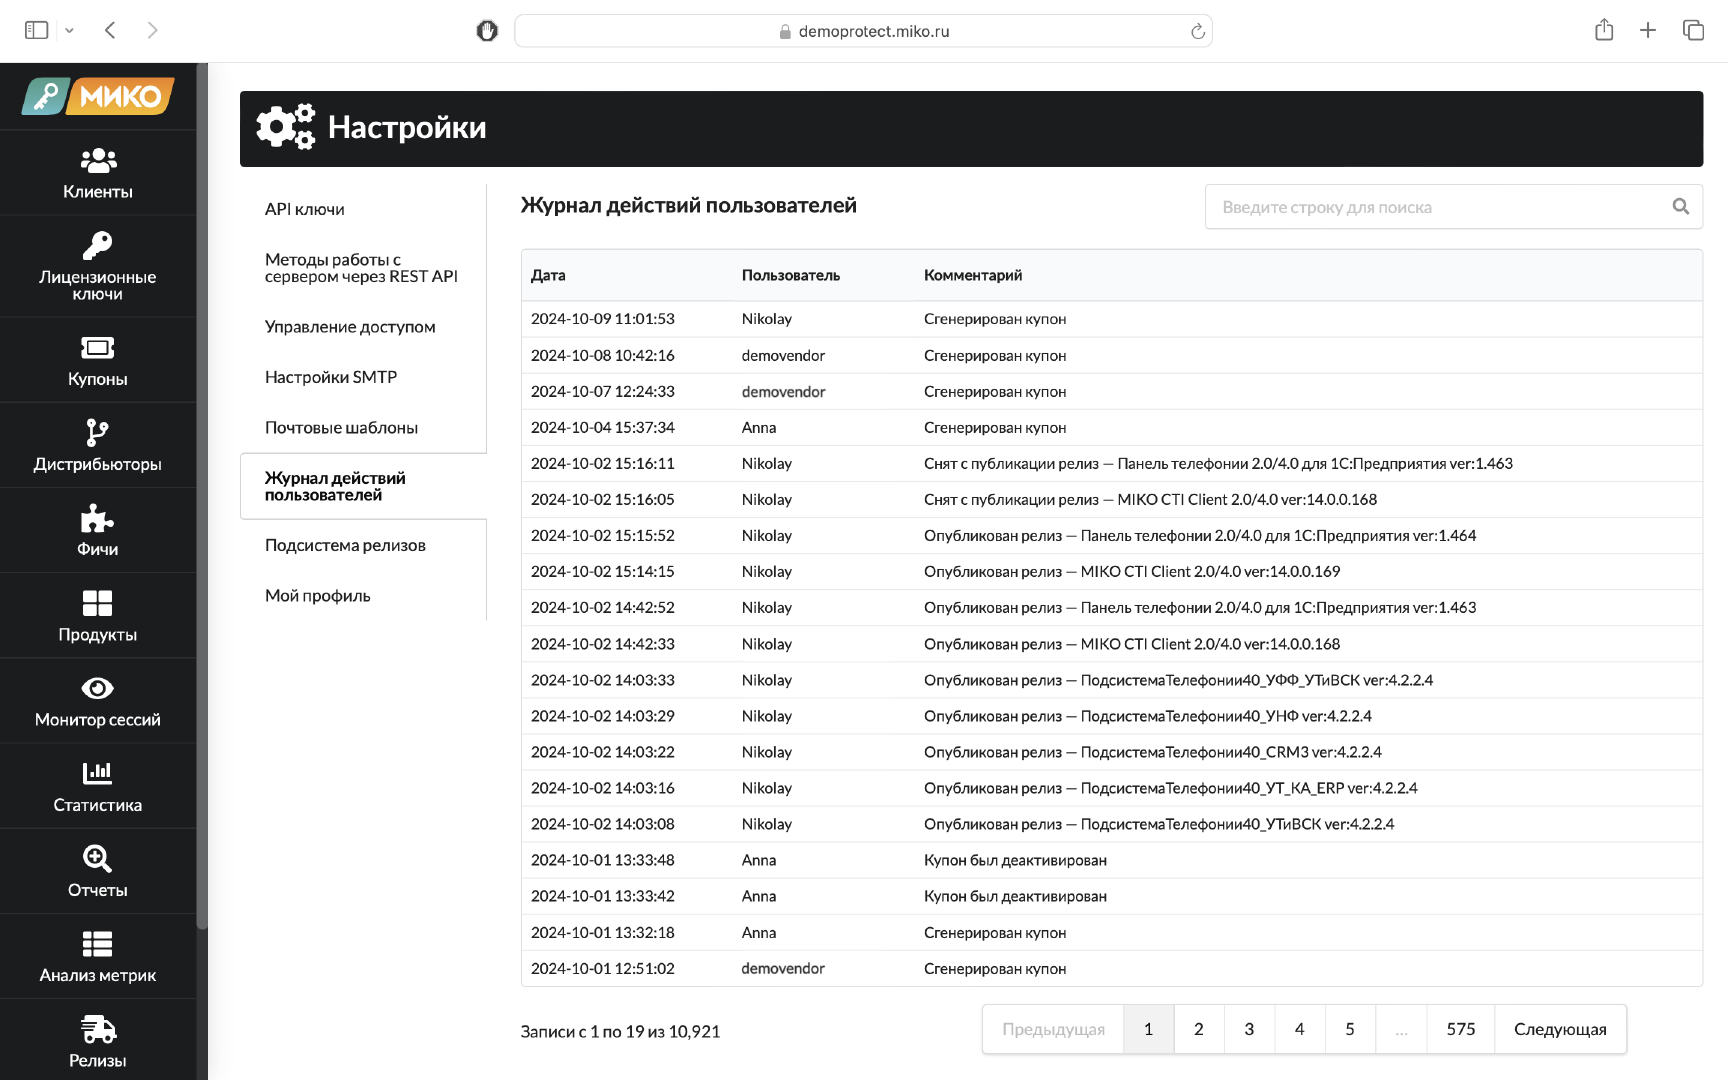 demoprotect.miko.ru
МИКО
Клиенты
Лицензионные
ключи
Купоны
Дистрибьюторы
Фичи
Продукты
Монитор сессий
Статистика
Отчеты
Анализ метрик
Релизы
Настройки
API ключи
Методы работы с
сервером через REST API
Управление доступом
Настройки SMTP
Почтовые шаблоны
Журнал действий
пользователей
Подсистема релизов
Мой профиль
Журнал действий пользователей
Введите строку для поиска
Дата Пользователь Комментарий
2024-10-09 11:01:53 Nikolay Сгенерирован купон
2024-10-08 10:42:16 demovendor Сгенерирован купон
2024-10-07 12:24:33 demovendor Сгенерирован купон
2024-10-04 15:37:34 Anna Сгенерирован купон
2024-10-02 15:16:11 Nikolay Снят с публикации релиз — Панель телефонии 2.0/4.0 для 1С:Предприятия ver:1.463
2024-10-02 15:16:05 Nikolay Снят с публикации релиз — MIKO CTI Client 2.0/4.0 ver:14.0.0.168
2024-10-02 15:15:52 Nikolay Опубликован релиз — Панель телефонии 2.0/4.0 для 1С:Предприятия ver:1.464
2024-10-02 15:14:15 Nikolay Опубликован релиз — MIKO CTI Client 2.0/4.0 ver:14.0.0.169
2024-10-02 14:42:52 Nikolay Опубликован релиз — Панель телефонии 2.0/4.0 для 1С:Предприятия ver:1.463
2024-10-02 14:42:33 Nikolay Опубликован релиз — MIKO CTI Client 2.0/4.0 ver:14.0.0.168
2024-10-02 14:03:33 Nikolay Опубликован релиз — ПодсистемаТелефонии40_УФФ_УТиВСК ver:4.2.2.4
2024-10-02 14:03:29 Nikolay Опубликован релиз — ПодсистемаТелефонии40_УНФ ver:4.2.2.4
2024-10-02 14:03:22 Nikolay Опубликован релиз — ПодсистемаТелефонии40_CRM3 ver:4.2.2.4
2024-10-02 14:03:16 Nikolay Опубликован релиз — ПодсистемаТелефонии40_УТ_КА_ERP ver:4.2.2.4
2024-10-02 14:03:08 Nikolay Опубликован релиз — ПодсистемаТелефонии40_УТиВСК ver:4.2.2.4
2024-10-01 13:33:48 Anna Купон был деактивирован
2024-10-01 13:33:42 Anna Купон был деактивирован
2024-10-01 13:32:18 Anna Сгенерирован купон
2024-10-01 12:51:02 demovendor Сгенерирован купон
Записи с 1 по 19 из 10,921
Предыдущая 1 2 3 4 5 ... 575 Следующая